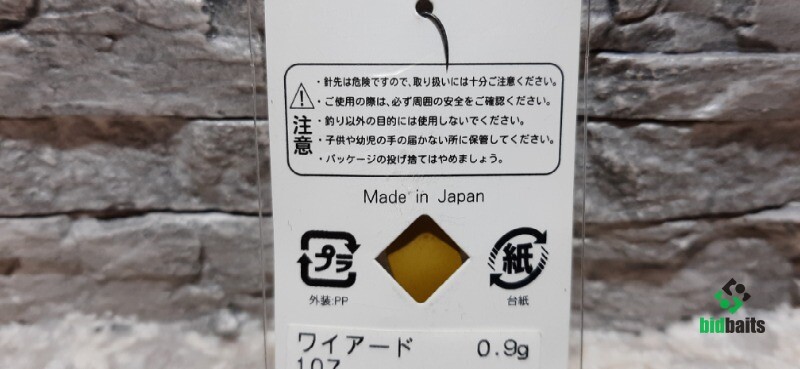 ・針先は危険ですので、取り扱いには十分ご注意ください。
・ご使用の際は、必ず周囲の安全をご確認ください。
注意
・釣り以外の目的には使用しないでください。
・子供や幼児の手の届かない所に保管してください。
・パッケージの投げ捨てはやめましょう。
Made in Japan
プラ
紙
外装:PP
台紙
bidbaits
ワイアード 0.9g
107